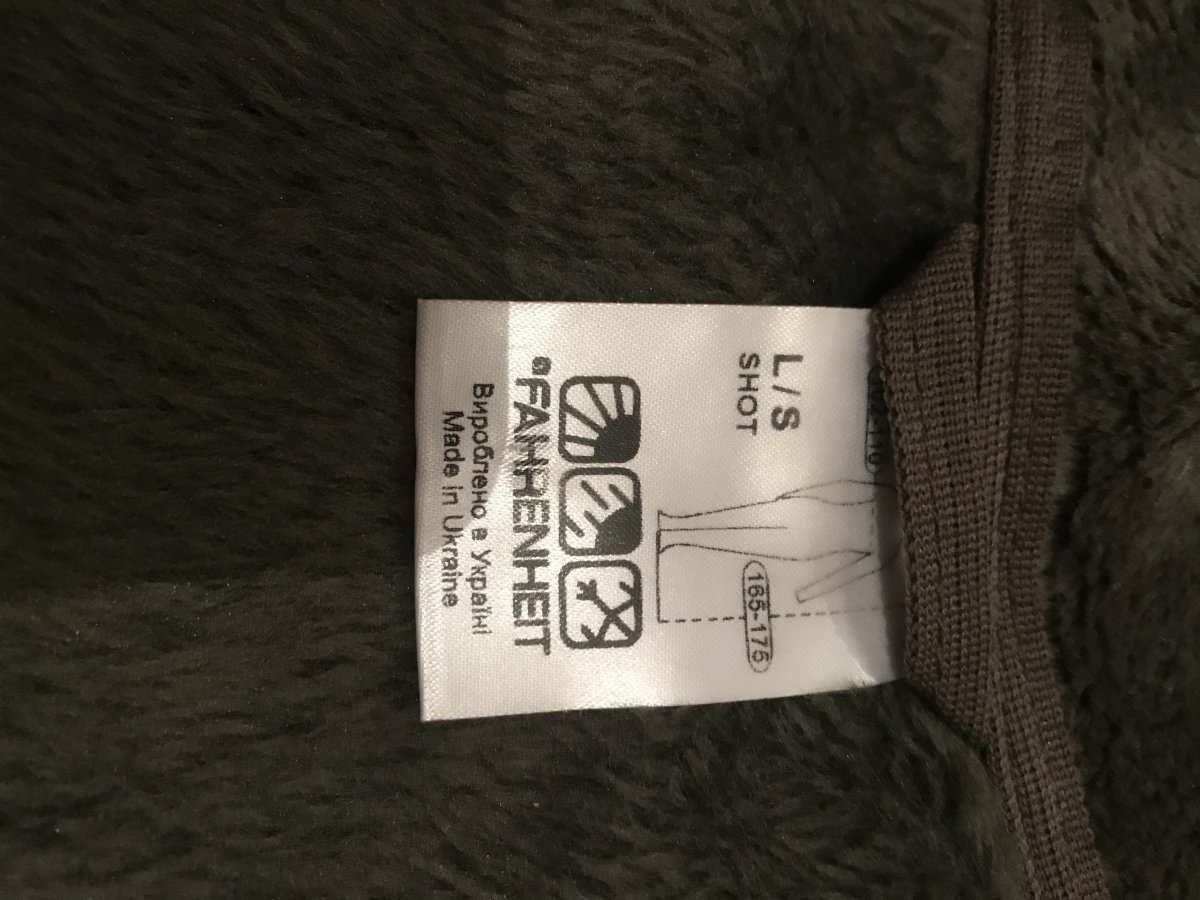 165-175
L/S
SHOT
®FAHRENHEIT
Вироблено в Україні
Made in Ukraine